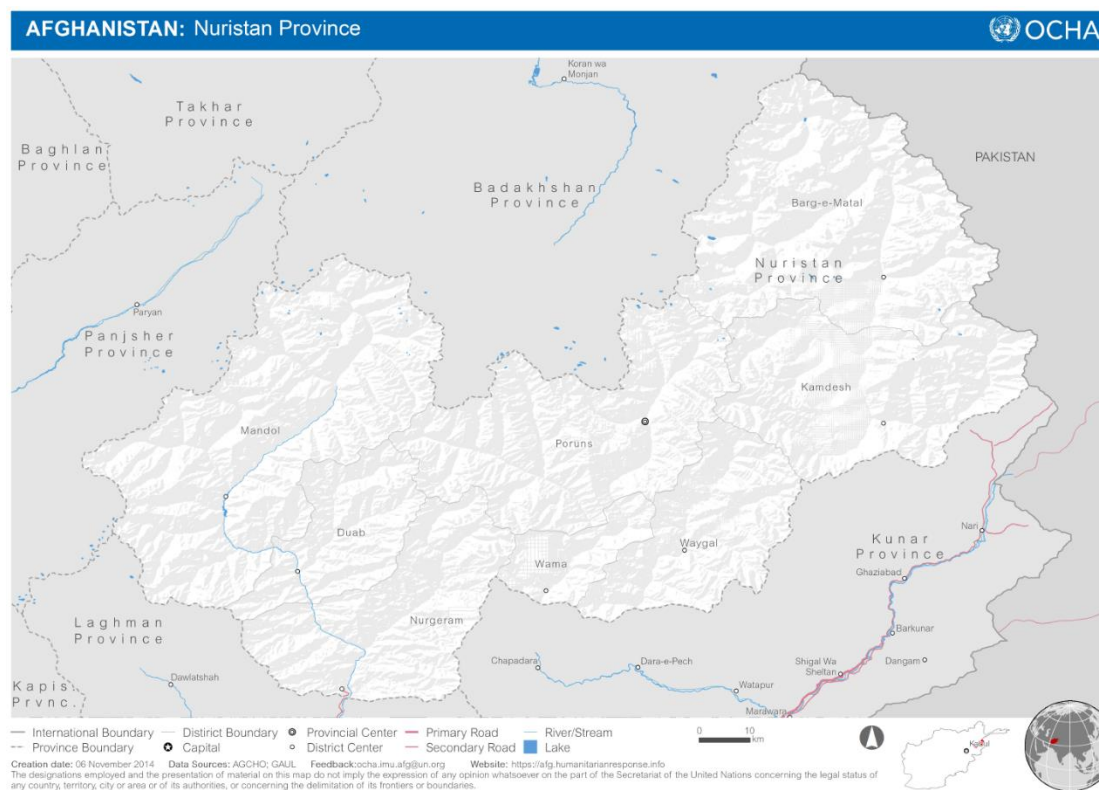 AFGHANISTAN: Nuristan Province
OCHA
Koran wa
Monjan
Takhar
Province
Baghlan
Province
PAKISTAN
Badakhshan
Province
Barg-e-Matal
Nuristan
Province
Paryan
Panjsher
Province
Kamdesh
Mandol
Poruns
Duab
Nari
Kunar
Province
Waygal
Wama
Ghaziabad
Nurgeram
Laghman
Province
Barkunar
Chapadara
Dara-e-Pech
Shigal Wa
Sheltan
Dangam
Dawlatshah
Kapis.
Prvnc.
Watapur
Marawara
International Boundary
District Boundary
Provincial Center
Primary Road
River/Stream
Province Boundary
Capital
District Center
Secondary Road
Lake
0
10
km
Kabul
Creation date: 06 November 2014 Data Sources: AGCHO; GAUL Feedback:ocha.imu.afg@un.org Website: https://afg.humanitarianresponse.info
The designations employed and the presentation of material on this map do not imply the expression of any opinion whatsoever on the part of the Secretariat of the United Nations concerning the legal status of
any country, territory, city or area or of its authorities, or concerning the delimitation of its frontiers or boundaries.